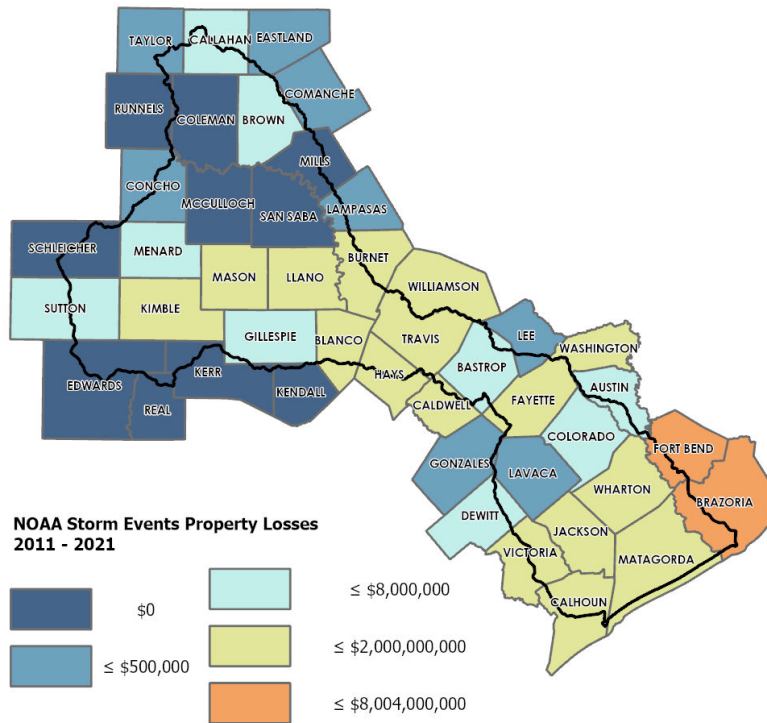 TAYLOR
CALLAHAN
EASTLAND
RUNNELS
COLEMAN
BROWN
COMANCHE
MILLS
CONCHO
MCCULLOCH
SAN SABA
LAMPASAS
SCHLEICHER
MENARD
MASON
LLANO
BURNET
WILLIAMSON
SUTTON
KIMBLE
GILLESPIE
BLANCO
TRAVIS
LEE
WASHINGTON
EDWARDS
REAL
KERR
KENDALL
HAYS
CALDWELL
BASTROP
FAYETTE
AUSTIN
COLORADO
FORT BEND
GONZALES
LAVACA
WHARTON
BRAZORIA
DEWITT
JACKSON
VICTORIA
MATAGORDA
CALHOUN
NOAA Storm Events Property Losses
2011 - 2021
$0
≤ $500,000
≤ $8,000,000
≤ $2,000,000,000
≤ $8,004,000,000